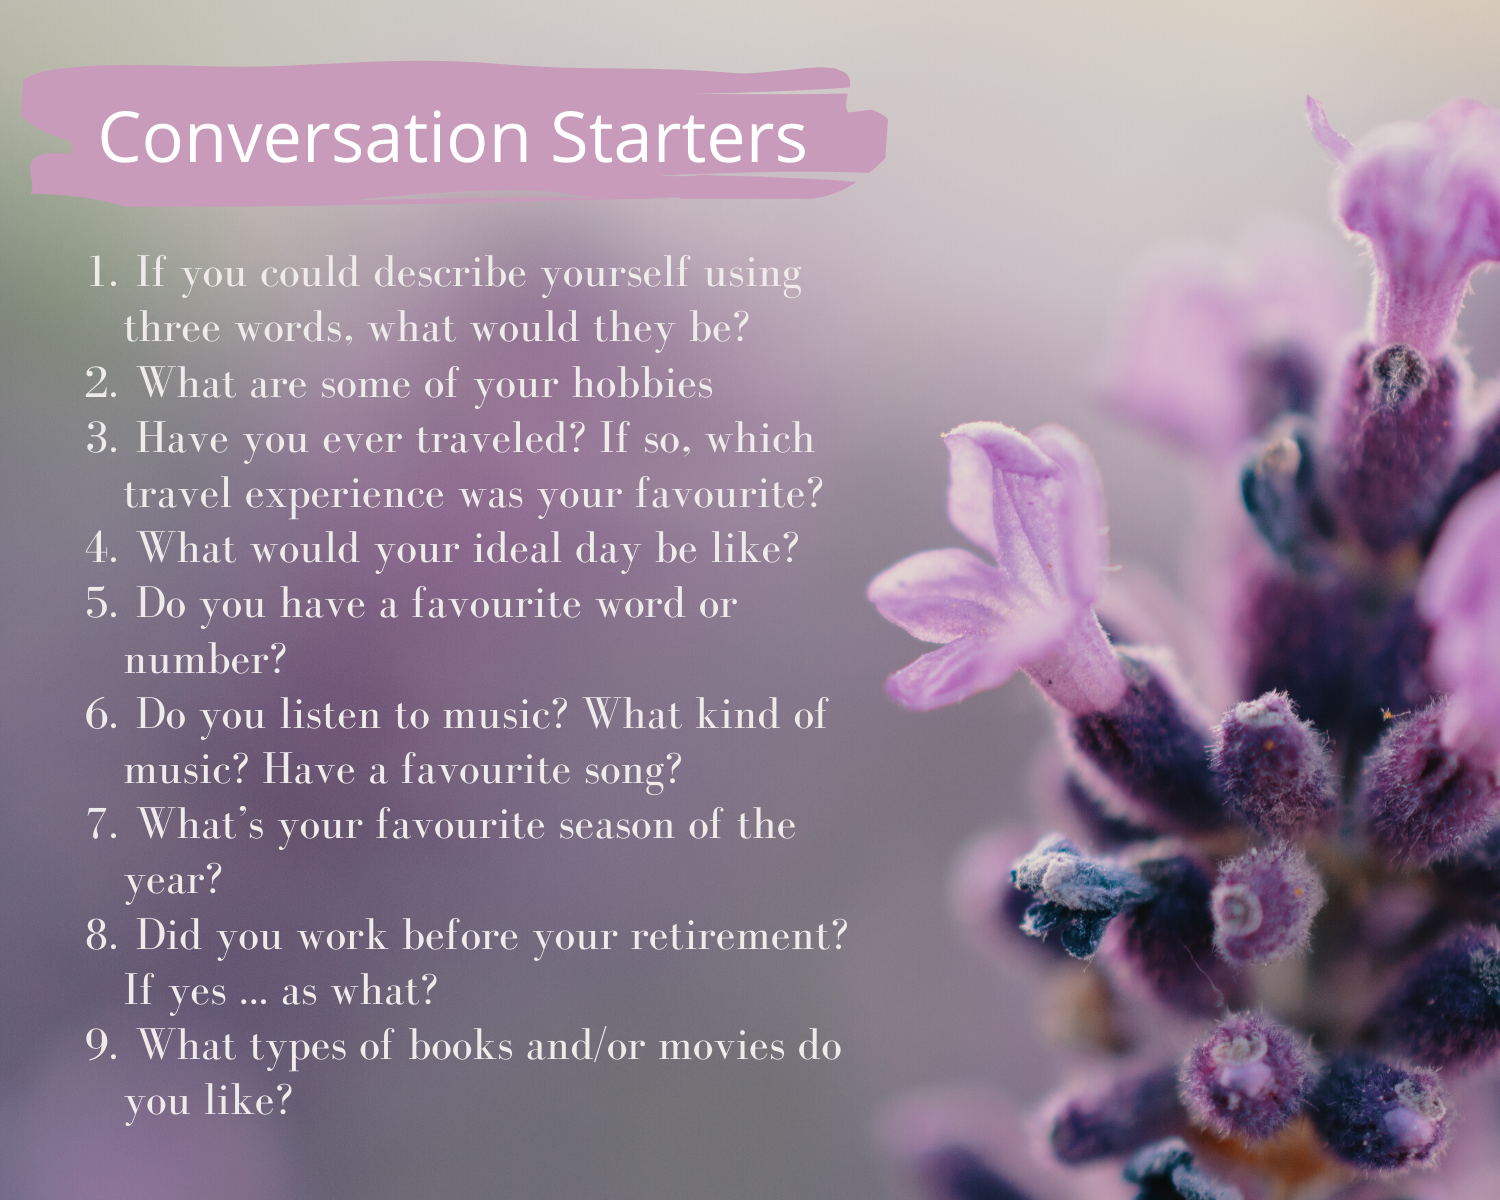 Conversation Starters
1. If you could describe yourself using
three words, what would they be?
2. What are some of your hobbies
3. Have you ever traveled? If so, which
travel experience was your favourite?
4. What would your ideal day be like?
5. Do you have a favourite word or
number?
6. Do you listen to music? What kind of
music? Have a favourite song?
7. What’s your favourite season of the
year?
8. Did you work before your retirement?
If yes ... as what?
9. What types of books and/or movies do
you like?